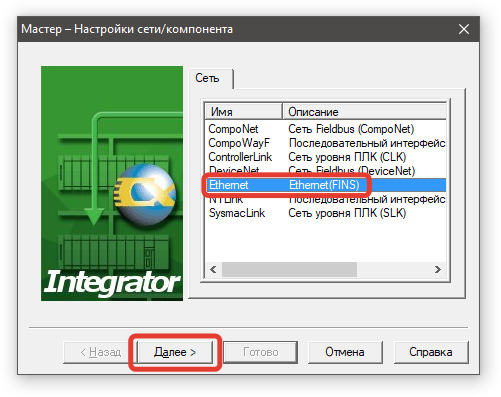 Мастер – Настройки сети/компонента
Сеть
Имя Описание
CompoNet Сеть Fieldbus (CompoNet)
CompoWayF Последовательный интерфейс
ControllerLink Сеть уровня ПЛК (CLK)
DeviceNet Сеть Fieldbus (DeviceNet)
Ethernet Ethernet(FINS)
NTLink Последовательный интерфейс
SysmacLink Сеть уровня ПЛК (SLK)
CX
Integrator
< Назад Далее > Готово Отмена Справка